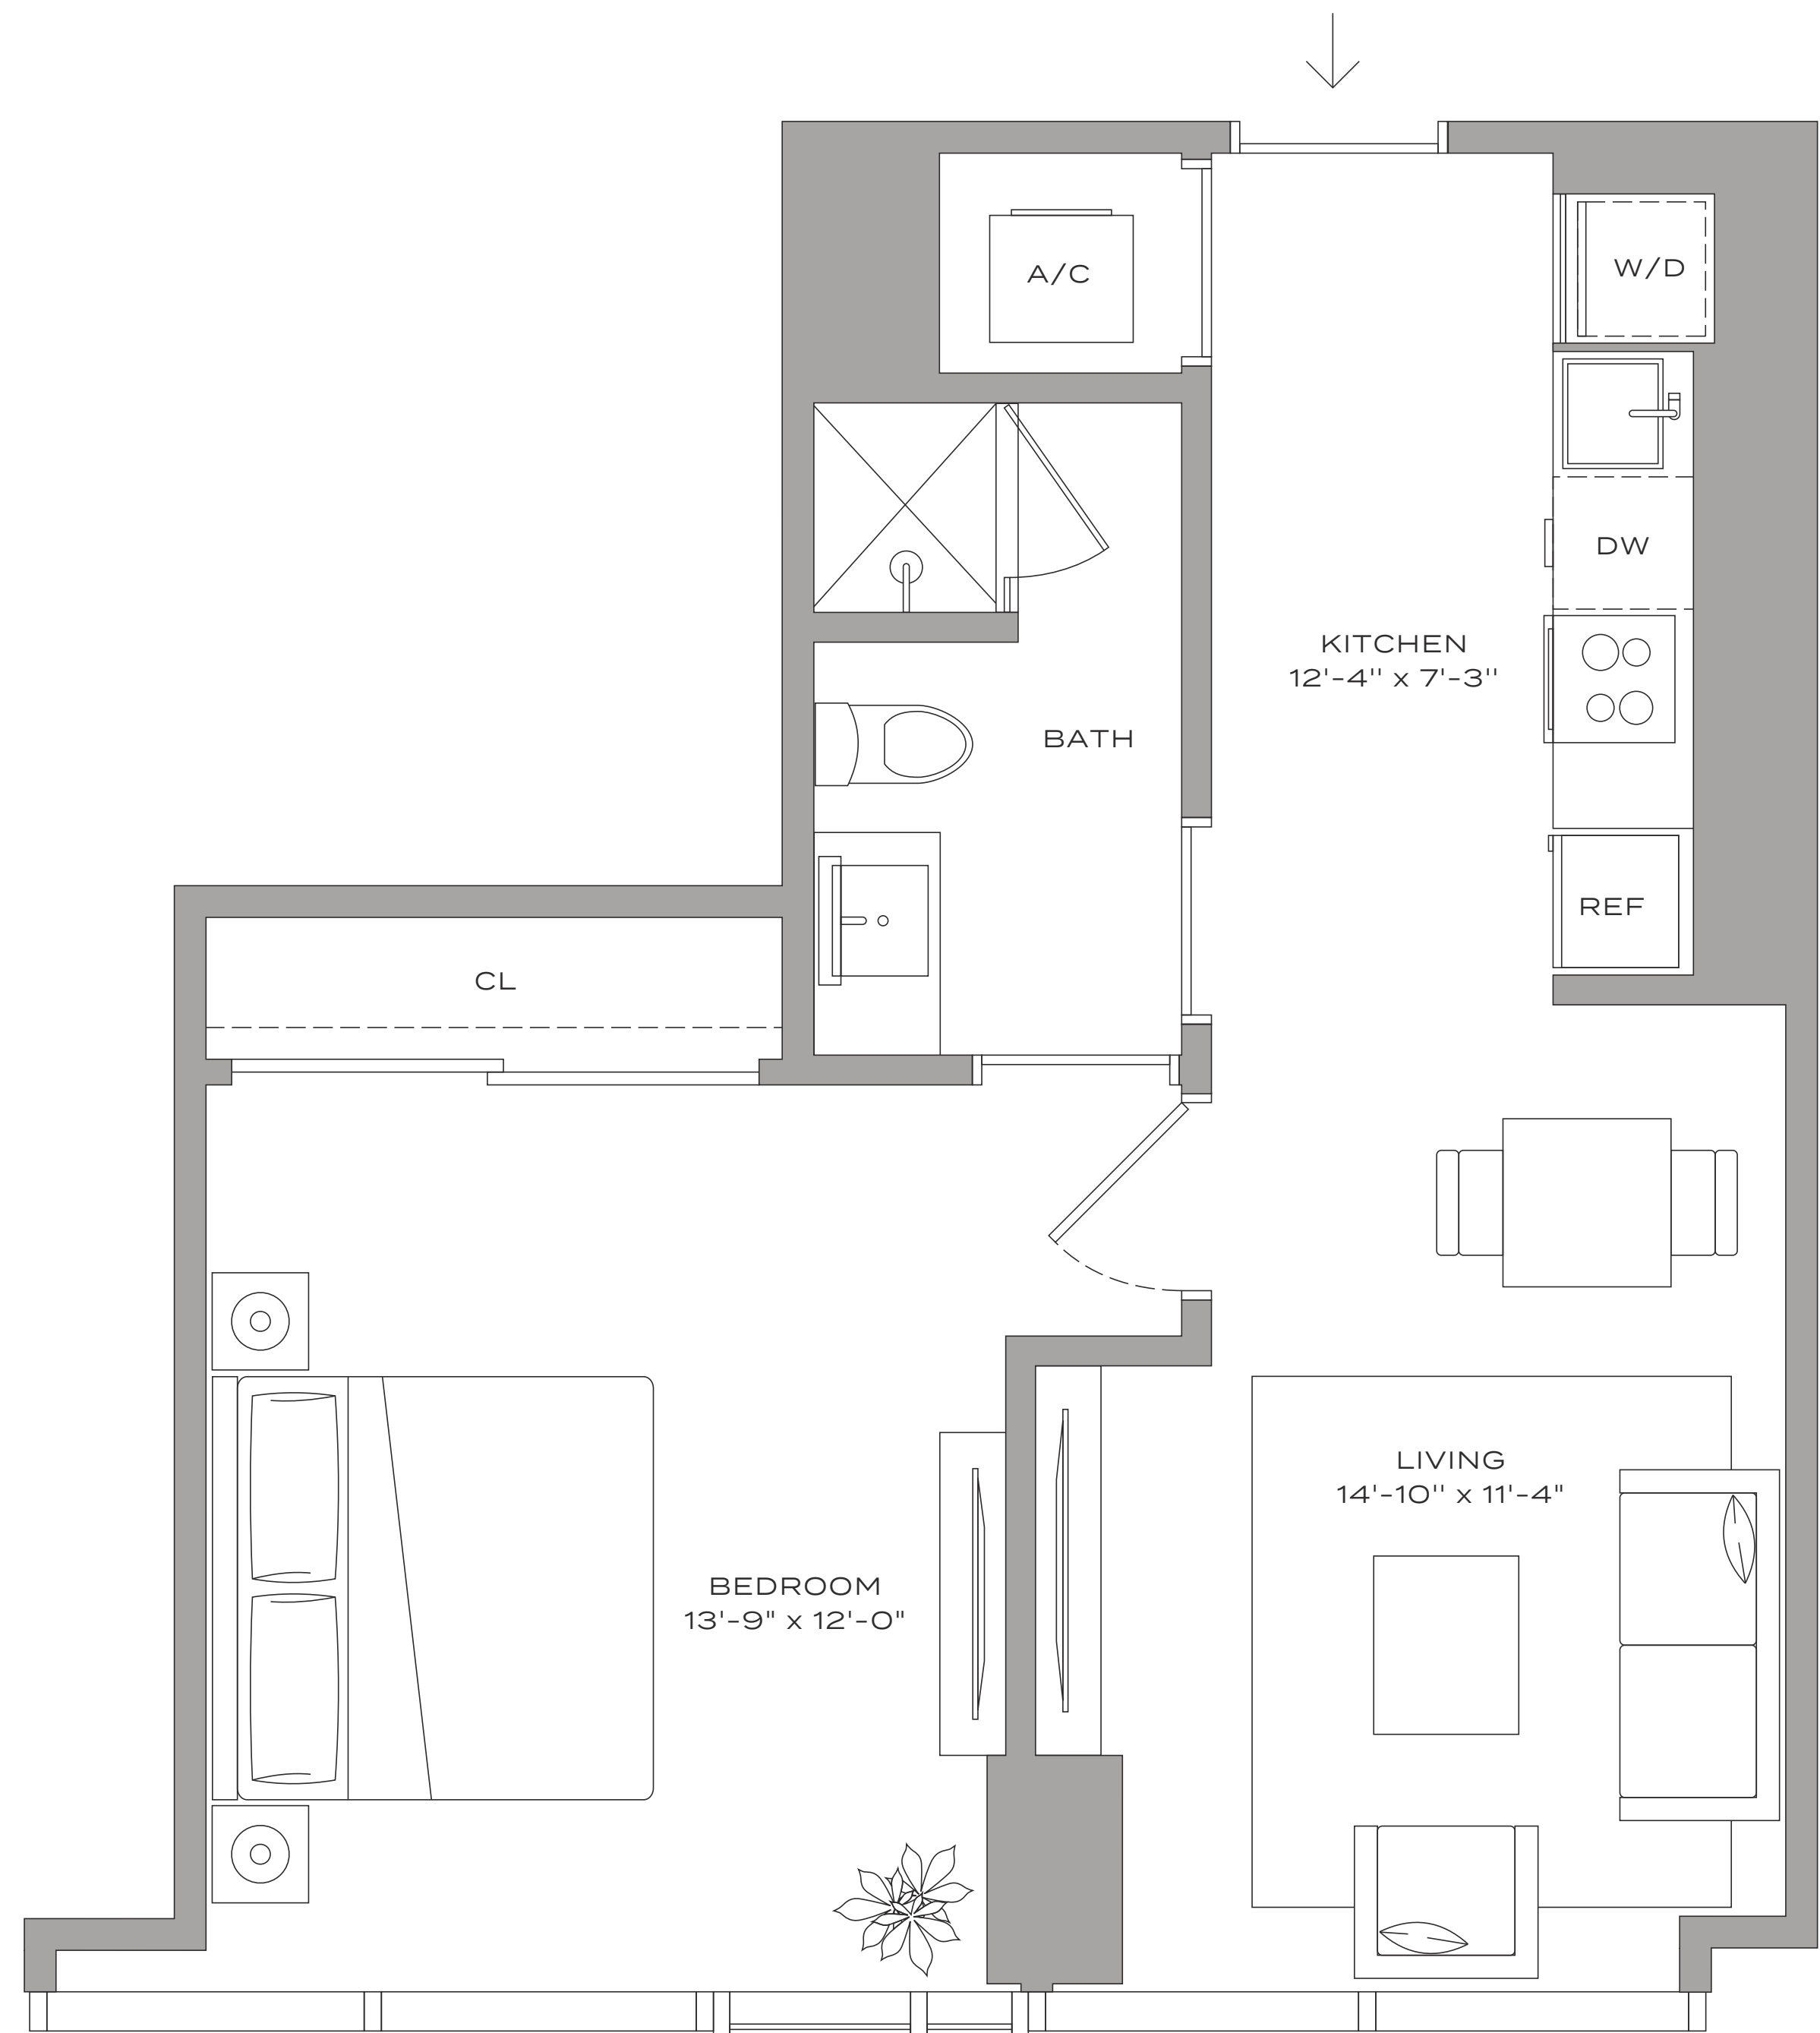 A/C
W/D
DW
KITCHEN
12'-4'' x 7'-3''
BATH
REF
CL
LIVING
14'-10'' x 11'-4"
BEDROOM
13'-9" x 12'-0"